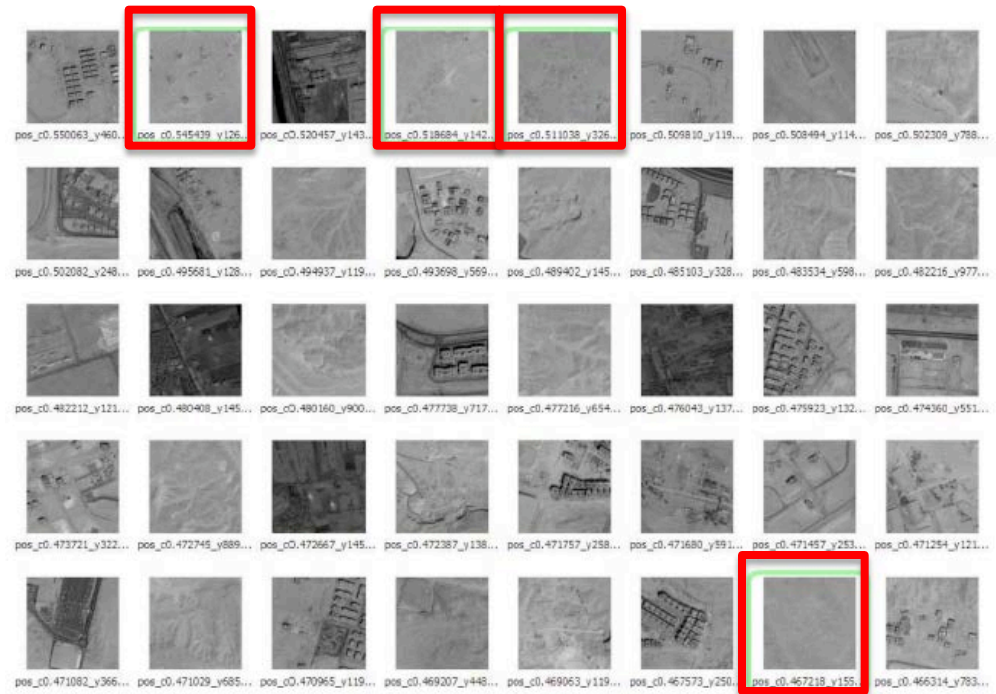 pos_c0.550063_y460... pos_c0.545439_y126... pos_c0.520457_y143... pos_c0.518684_y142... pos_c0.511038_y326... pos_c0.509810_y119... pos_c0.508494_y114... pos_c0.502309_y788...
pos_c0.502082_y248... pos_c0.495681_y128... pos_c0.494937_y119... pos_c0.493698_y569... pos_c0.489402_y145... pos_c0.485103_y328... pos_c0.483534_y598... pos_c0.482216_y977...
pos_c0.482212_y121... pos_c0.480408_y145... pos_c0.480160_y900... pos_c0.477738_y717... pos_c0.477216_y654... pos_c0.476043_y137... pos_c0.475923_y132... pos_c0.474360_y551...
pos_c0.473721_y322... pos_c0.472745_y889... pos_c0.472667_y145... pos_c0.472387_y138... pos_c0.471757_y258... pos_c0.471680_y591... pos_c0.471457_y253... pos_c0.471254_y121...
pos_c0.471082_y366... pos_c0.471029_y685... pos_c0.470965_y119... pos_c0.469207_y448... pos_c0.469063_y119... pos_c0.467573_y250... pos_c0.467218_y155... pos_c0.466314_y783...